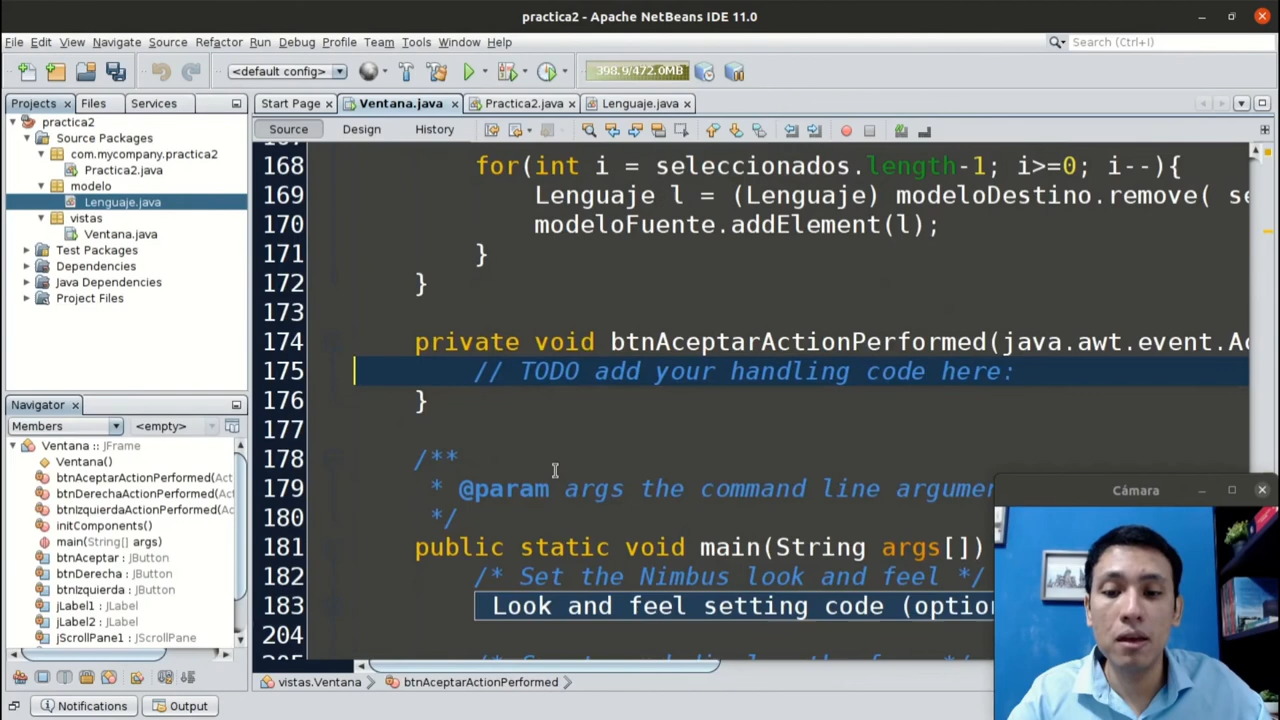 practica2 - Apache NetBeans IDE 11.0
File Edit View Navigate Source Refactor Run Debug Profile Team Tools Window Help
Search (Ctrl+I)
<default config>
398.9/472.0MB
Projects Files Services
Start Page Ventana.java Practica2.java Lenguaje.java
Source Design History
practica2
Source Packages
com.mycompany.practica2
Practica2.java
modelo
Lenguaje.java
vistas
Ventana.java
Test Packages
Dependencies
Java Dependencies
Project Files
168 for(int i = seleccionados.length-1; i>=0; i--){
169 Lenguaje l = (Lenguaje) modeloDestino.remove( se
170 modeloFuente.addElement(l);
171 }
172 }
173
174 private void btnAceptarActionPerformed(java.awt.event.Ac
175 // TODO add your handling code here:
176 }
177
178 /**
179 * @param args the command line argumen
180 */
181 public static void main(String args[])
182 /* Set the Nimbus look and feel */
183 Look and feel setting code (option
204
Navigator
Members <empty>
Ventana :: JFrame
Ventana()
btnAceptarActionPerformed(Act
btnDerechaActionPerformed(Act
btnIzquierdaActionPerformed(Ac
initComponents()
main(String[] args)
btnAceptar : JButton
btnDerecha : JButton
btnIzquierda : JButton
jLabel1 : JLabel
jLabel2 : JLabel
jScrollPane1 : JScrollPane
Cámara
vistas.Ventana btnAceptarActionPerformed
Notifications Output